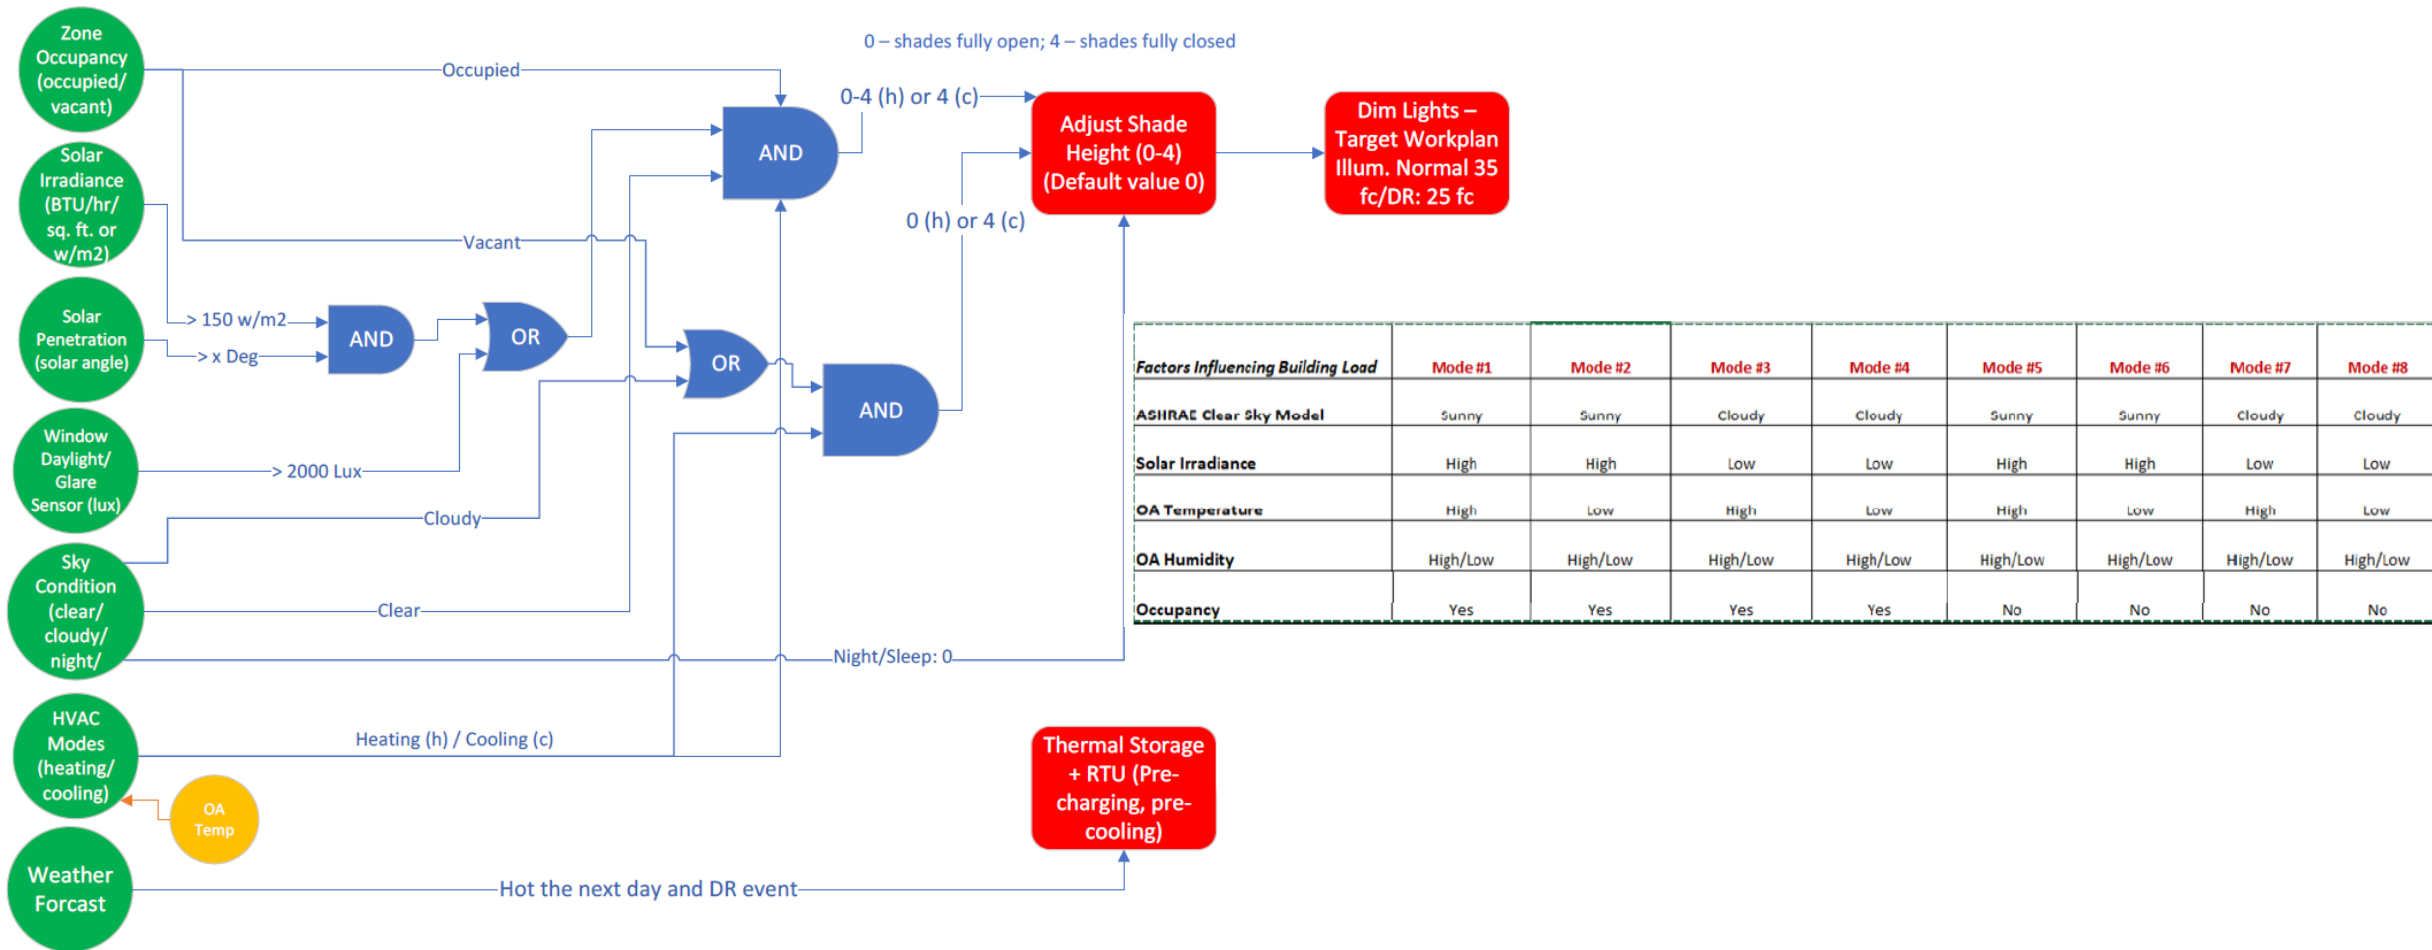 Zone
Occupancy
(occupied/
vacant)
Solar
Irradiance
(BTU/hr/
sq. ft. or
w/m2)
Solar
Penetration
(solar angle)
Window
Daylight/
Glare
Sensor (lux)
Sky
Condition
(clear/
cloudy/
night/
HVAC
Modes
(heating/
cooling)
OA
Temp
Weather
Forcast
Occupied
Vacant
> 150 w/m2
> x Deg
> 2000 Lux
Cloudy
Clear
Night/Sleep: 0
Heating (h) / Cooling (c)
Hot the next day and DR event
AND
OR
AND
OR
AND
0 – shades fully open; 4 – shades fully closed
0-4 (h) or 4 (c)
0 (h) or 4 (c)
Adjust Shade
Height (0-4)
(Default value 0)
Dim Lights –
Target Workplan
Illum. Normal 35
fc/DR: 25 fc
Thermal Storage
+ RTU (Pre-
charging, pre-
cooling)
Factors Influencing Building Load Mode #1 Mode #2 Mode #3 Mode #4 Mode #5 Mode #6 Mode #7 Mode #8
ASHRAE Clear Sky Model Sunny Sunny Cloudy Cloudy Sunny Sunny Cloudy Cloudy
Solar Irradiance High High Low Low High High Low Low
OA Temperature High Low High Low High Low High Low
OA Humidity High/Low High/Low High/Low High/Low High/Low High/Low High/Low High/Low
Occupancy Yes Yes Yes Yes No No No No